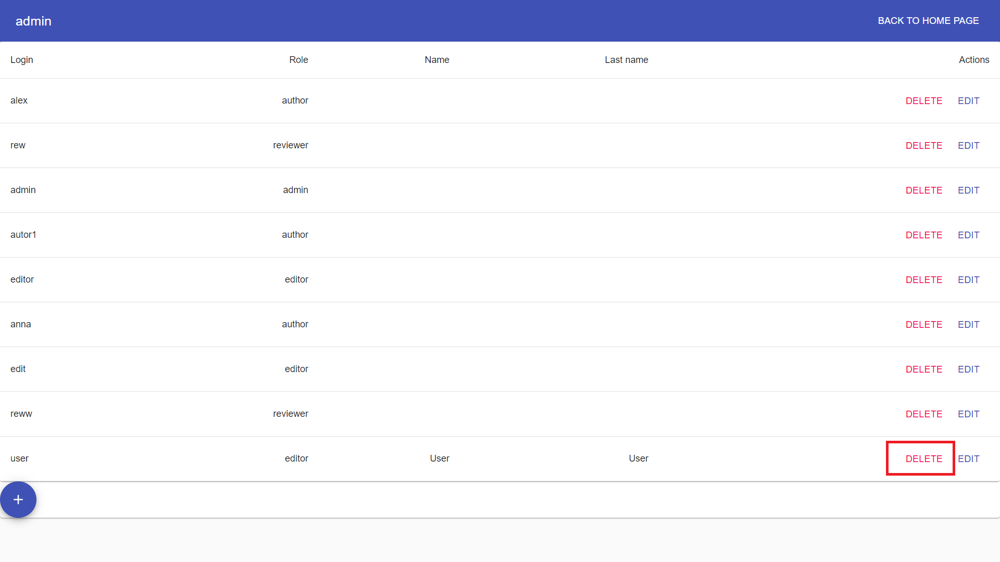 admin BACK TO HOME PAGE
Login Role Name Last name Actions
alex author DELETE EDIT
rew reviewer DELETE EDIT
admin admin DELETE EDIT
autor1 author DELETE EDIT
editor editor DELETE EDIT
anna author DELETE EDIT
edit editor DELETE EDIT
reww reviewer DELETE EDIT
user editor User User DELETE EDIT
+